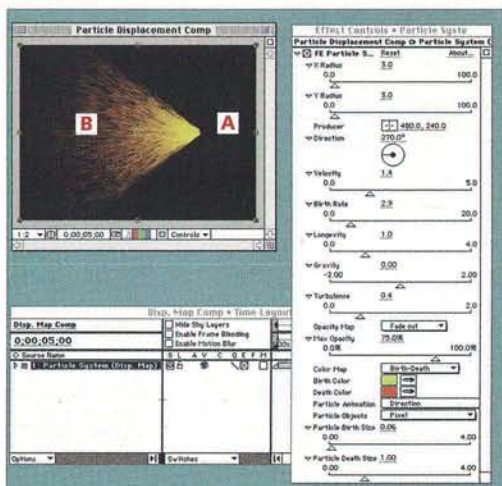 Particle Displacement Comp
B
A
1:2
0;00;05;00
Controls
Disp. Map Comp • Time Layout
Disp. Map Comp
0;00;05;00
Hide Shy Layers
Enable Frame Blending
Enable Motion Blur
Source Name
Particle System (Disp. Map)
Options
Switches
Effect Controls • Particle Syste
Particle Displacement Comp Particle System
FE Particle S... Reset About...
X Radius 3.0
0.0 100.0
Y Radius 3.0
0.0 100.0
Producer 480.0, 240.0
Direction 270.0°
Velocity 1.4
0.0 5.0
Birth Rate 2.9
0.0 20.0
Longevity 1.0
0.0 4.0
Gravity 0.00
-2.00 2.00
Turbulence 0.4
0.0 2.0
Opacity Map Fade out
Max Opacity 75.0%
0.0% 100.0%
Color Map Birth-Death
Birth Color
Death Color
Particle Animation Direction
Particle Objects Pixel
Particle Birth Size 0.06
0.00 4.00
Particle Death Size 1.00
0.00 4.00